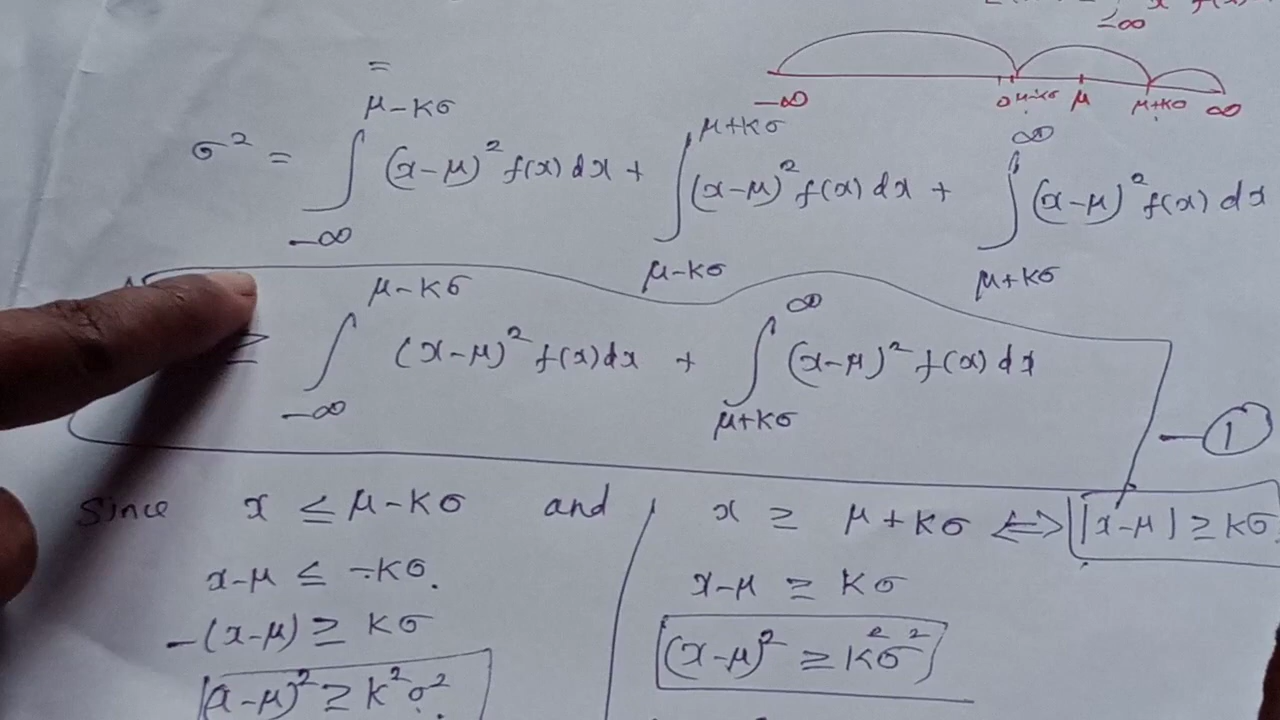 -∞
=
-∞ 0 μ-kσ μ μ+kσ ∞
σ² = ∫_{-∞}^{μ-kσ} (x-μ)² f(x) dx + ∫_{μ-kσ}^{μ+kσ} (x-μ)² f(x) dx + ∫_{μ+kσ}^{∞} (x-μ)² f(x) dx
≥ ∫_{-∞}^{μ-kσ} (x-μ)² f(x) dx + ∫_{μ+kσ}^{∞} (x-μ)² f(x) dx
— ①
Since x ≤ μ-kσ and x ≥ μ+kσ ⟺ |x-μ| ≥ kσ
x-μ ≤ -kσ. x-μ ≥ kσ
-(x-μ) ≥ kσ (x-μ)² ≥ k²σ²
(x-μ)² ≥ k²σ²